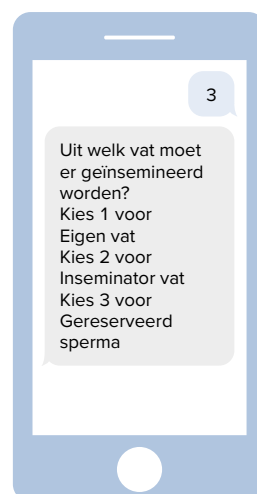 3
Uit welk vat moet
er geïnsemineerd
worden?
Kies 1 voor
Eigen vat
Kies 2 voor
Inseminator vat
Kies 3 voor
Gereserveerd
sperma